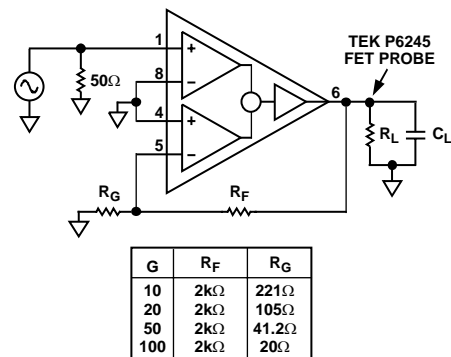 TEK P6245
FET PROBE
1
+
8
−
4
+
5
−
6
50Ω
R_L
C_L
R_G
R_F
G R_F R_G
10 2kΩ 221Ω
20 2kΩ 105Ω
50 2kΩ 41.2Ω
100 2kΩ 20Ω